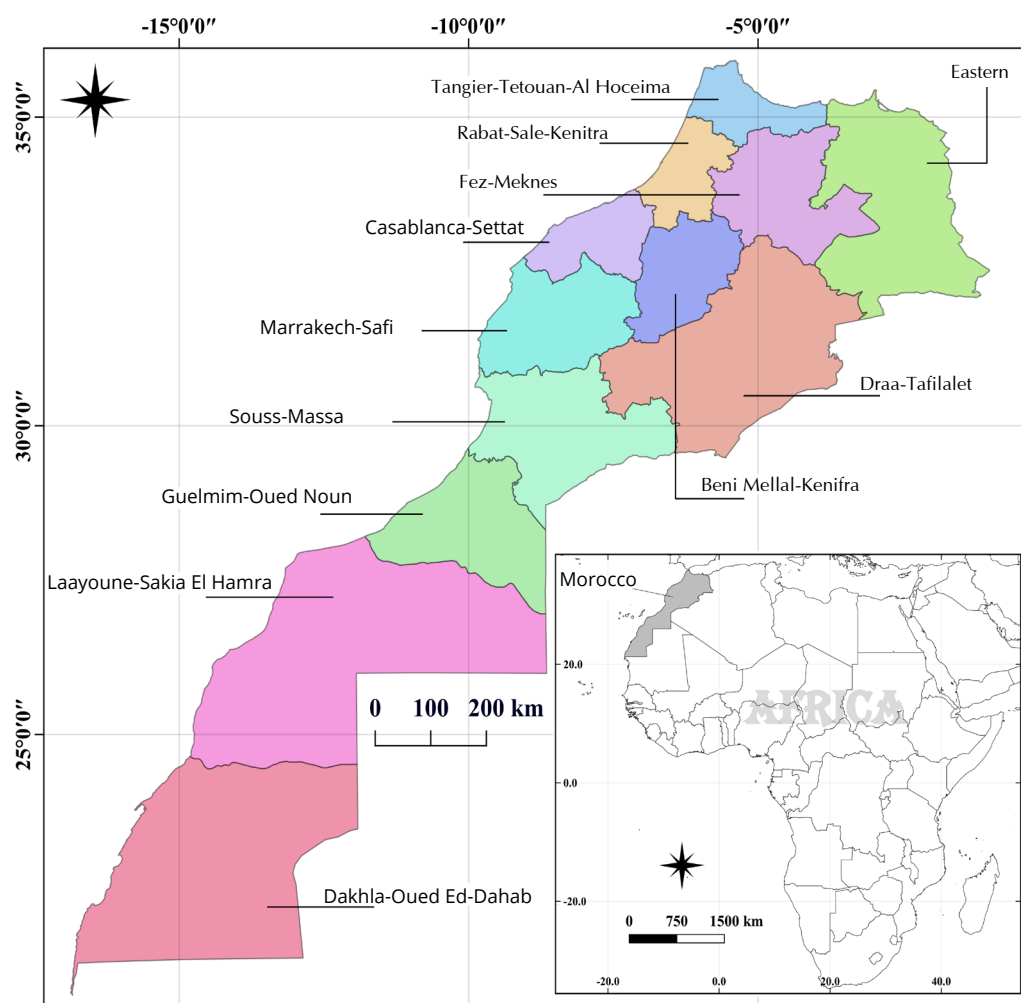 -15°0'0″ -10°0'0″ -5°0'0″
Eastern
Tangier-Tetouan-Al Hoceima
35°0'0″
Rabat-Sale-Kenitra
Fez-Meknes
Casablanca-Settat
Marrakech-Safi
Draa-Tafilalet
Souss-Massa
30°0'0″
Beni Mellal-Kenifra
Guelmim-Oued Noun
Morocco
Laayoune-Sakia El Hamra
20.0
0 100 200 km
AFRICA
25°0'0″
0.0
Dakhla-Oued Ed-Dahab
-20.0
0 750 1500 km
-20.0 0.0 20.0 40.0